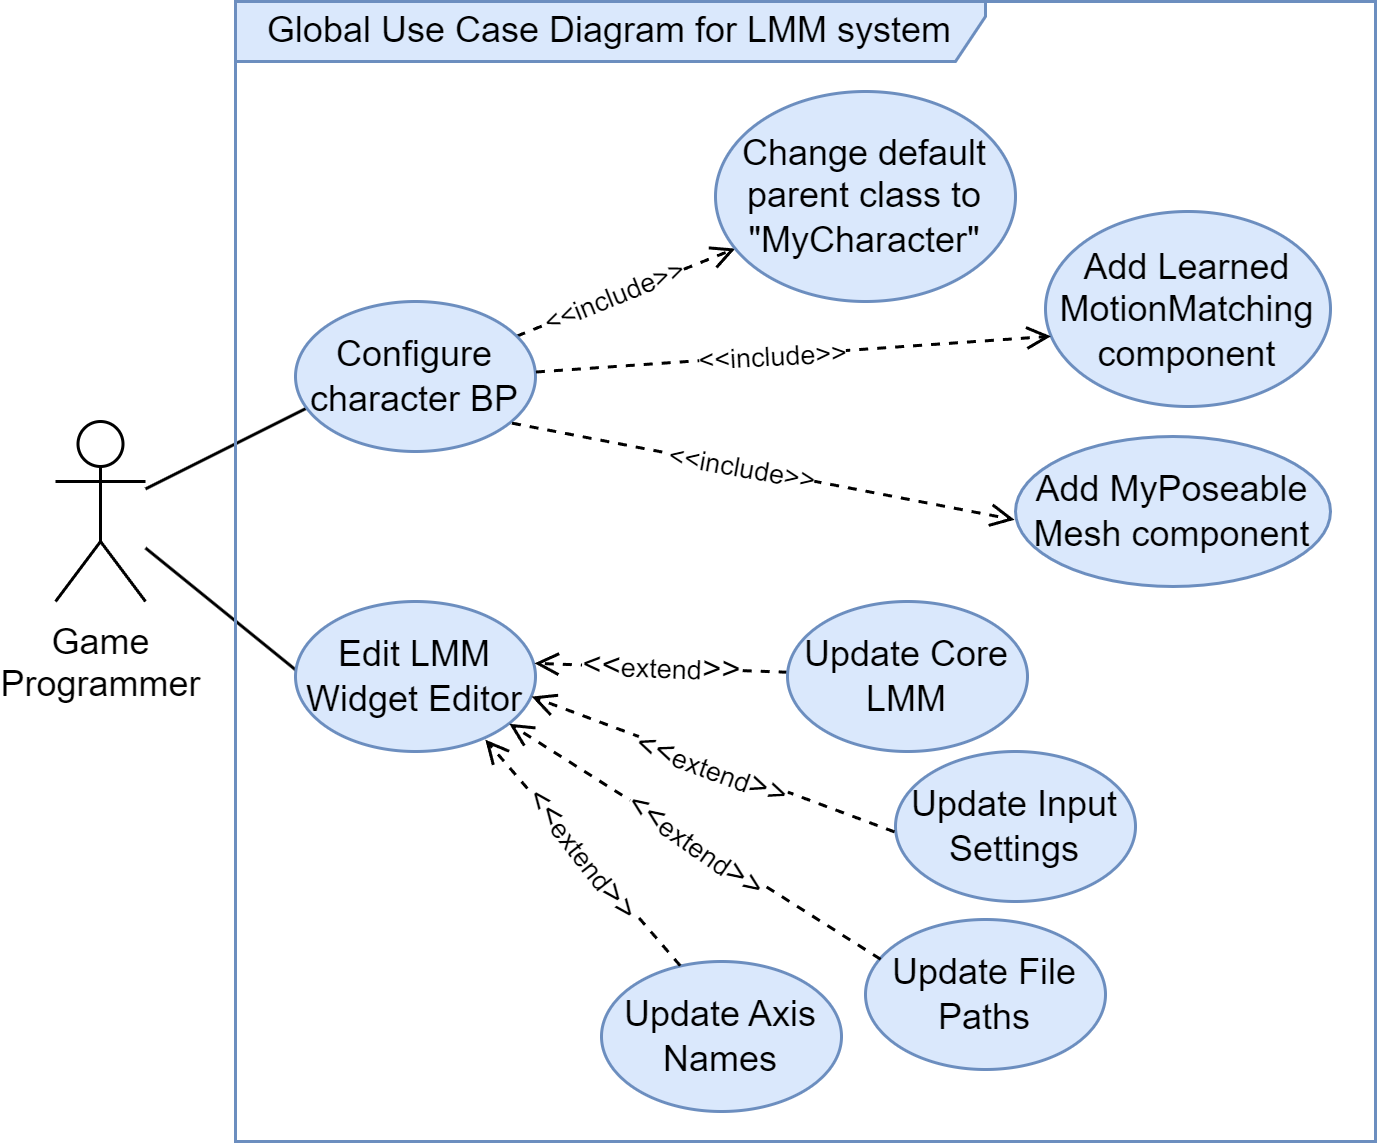 Global Use Case Diagram for LMM system
Change default
parent class to
"MyCharacter"
Add Learned
MotionMatching
component
<<include>>
<<include>>
<<include>>
Configure
character BP
Add MyPoseable
Mesh component
Game
Programmer
Edit LMM
Widget Editor
<<extend>>
Update Core
LMM
<<extend>>
Update Input
Settings
<<extend>>
<<extend>>
Update File
Paths
Update Axis
Names